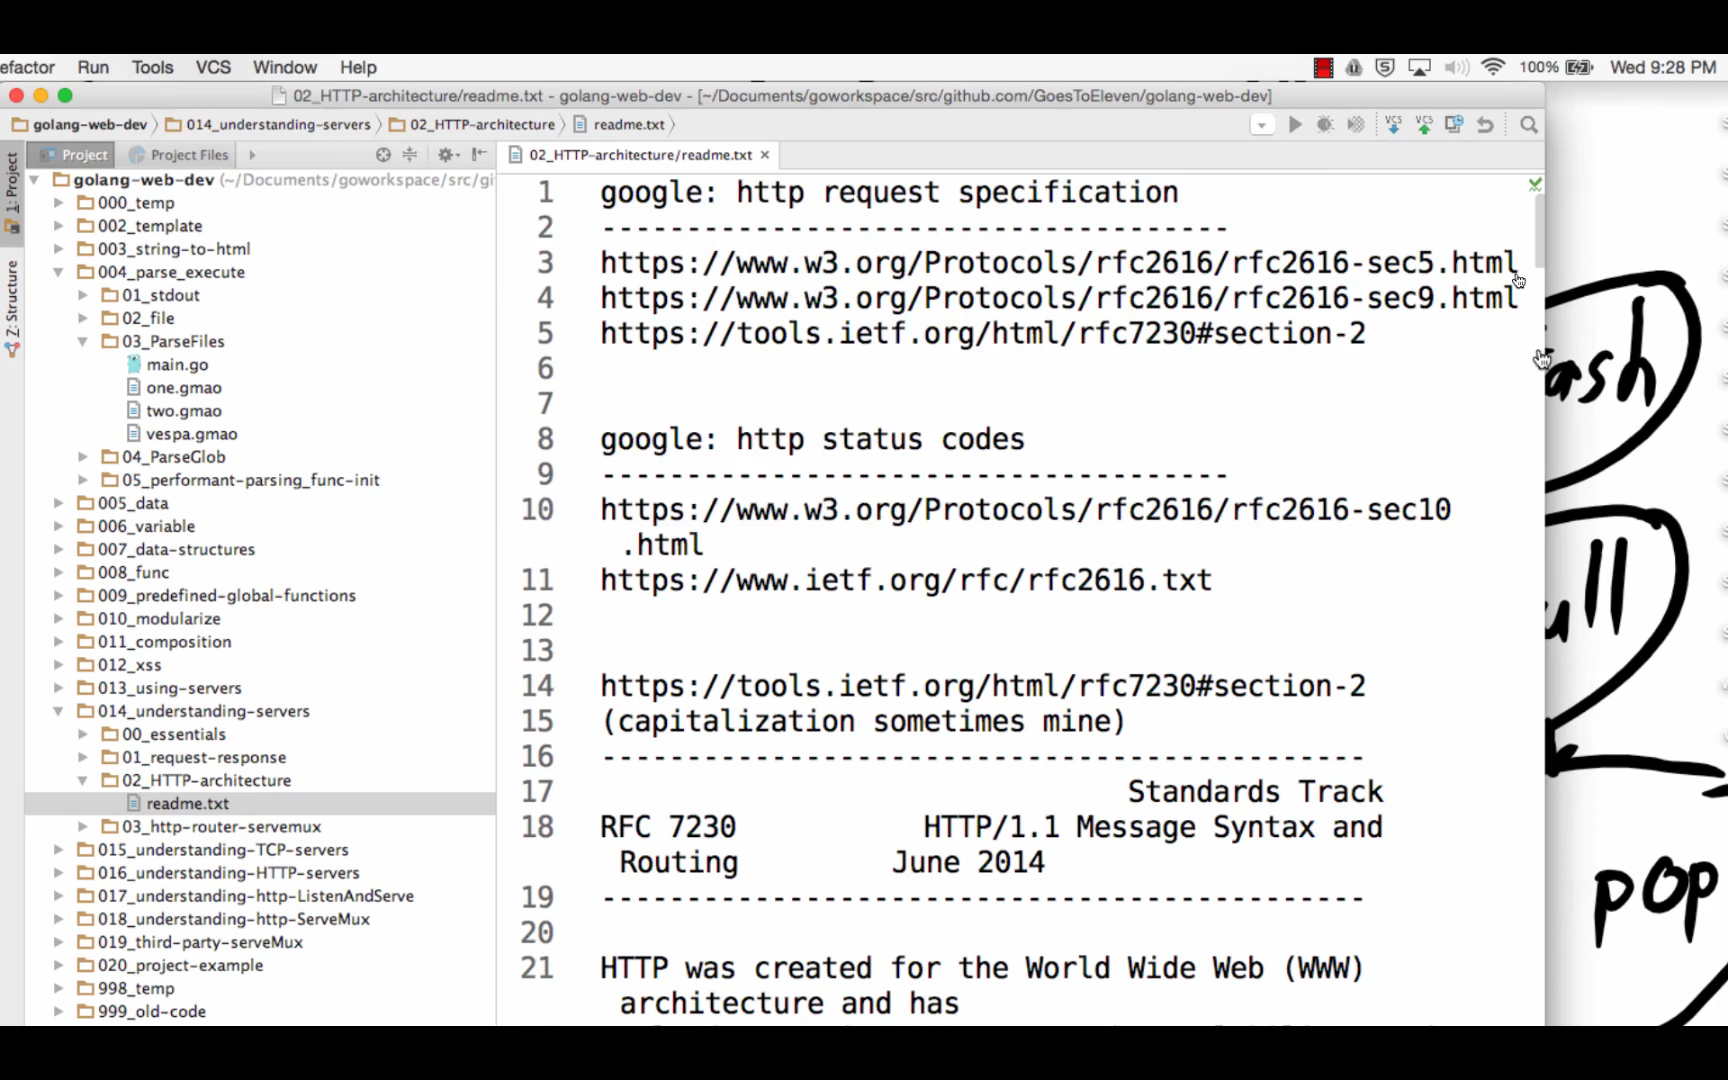 efactor Run Tools VCS Window Help 100% Wed 9:28 PM
02_HTTP-architecture/readme.txt - golang-web-dev - [~/Documents/goworkspace/src/github.com/GoesToEleven/golang-web-dev]
golang-web-dev 014_understanding-servers 02_HTTP-architecture readme.txt
Project Project Files
02_HTTP-architecture/readme.txt
1: Project
Z: Structure
golang-web-dev (~/Documents/goworkspace/src/gi
000_temp
002_template
003_string-to-html
004_parse_execute
01_stdout
02_file
03_ParseFiles
main.go
one.gmao
two.gmao
vespa.gmao
04_ParseGlob
05_performant-parsing_func-init
005_data
006_variable
007_data-structures
008_func
009_predefined-global-functions
010_modularize
011_composition
012_xss
013_using-servers
014_understanding-servers
00_essentials
01_request-response
02_HTTP-architecture
readme.txt
03_http-router-servemux
015_understanding-TCP-servers
016_understanding-HTTP-servers
017_understanding-http-ListenAndServe
018_understanding-http-ServeMux
019_third-party-serveMux
020_project-example
998_temp
999_old-code
1 google: http request specification
2 -------------------------------------
3 https://www.w3.org/Protocols/rfc2616/rfc2616-sec5.html
4 https://www.w3.org/Protocols/rfc2616/rfc2616-sec9.html
5 https://tools.ietf.org/html/rfc7230#section-2
6
7
8 google: http status codes
9 -------------------------------------
10 https://www.w3.org/Protocols/rfc2616/rfc2616-sec10
.html
11 https://www.ietf.org/rfc/rfc2616.txt
12
13
14 https://tools.ietf.org/html/rfc7230#section-2
15 (capitalization sometimes mine)
16 ---------------------------------------------
17 Standards Track
18 RFC 7230 HTTP/1.1 Message Syntax and
Routing June 2014
19 ---------------------------------------------
20
21 HTTP was created for the World Wide Web (WWW)
architecture and has
pop